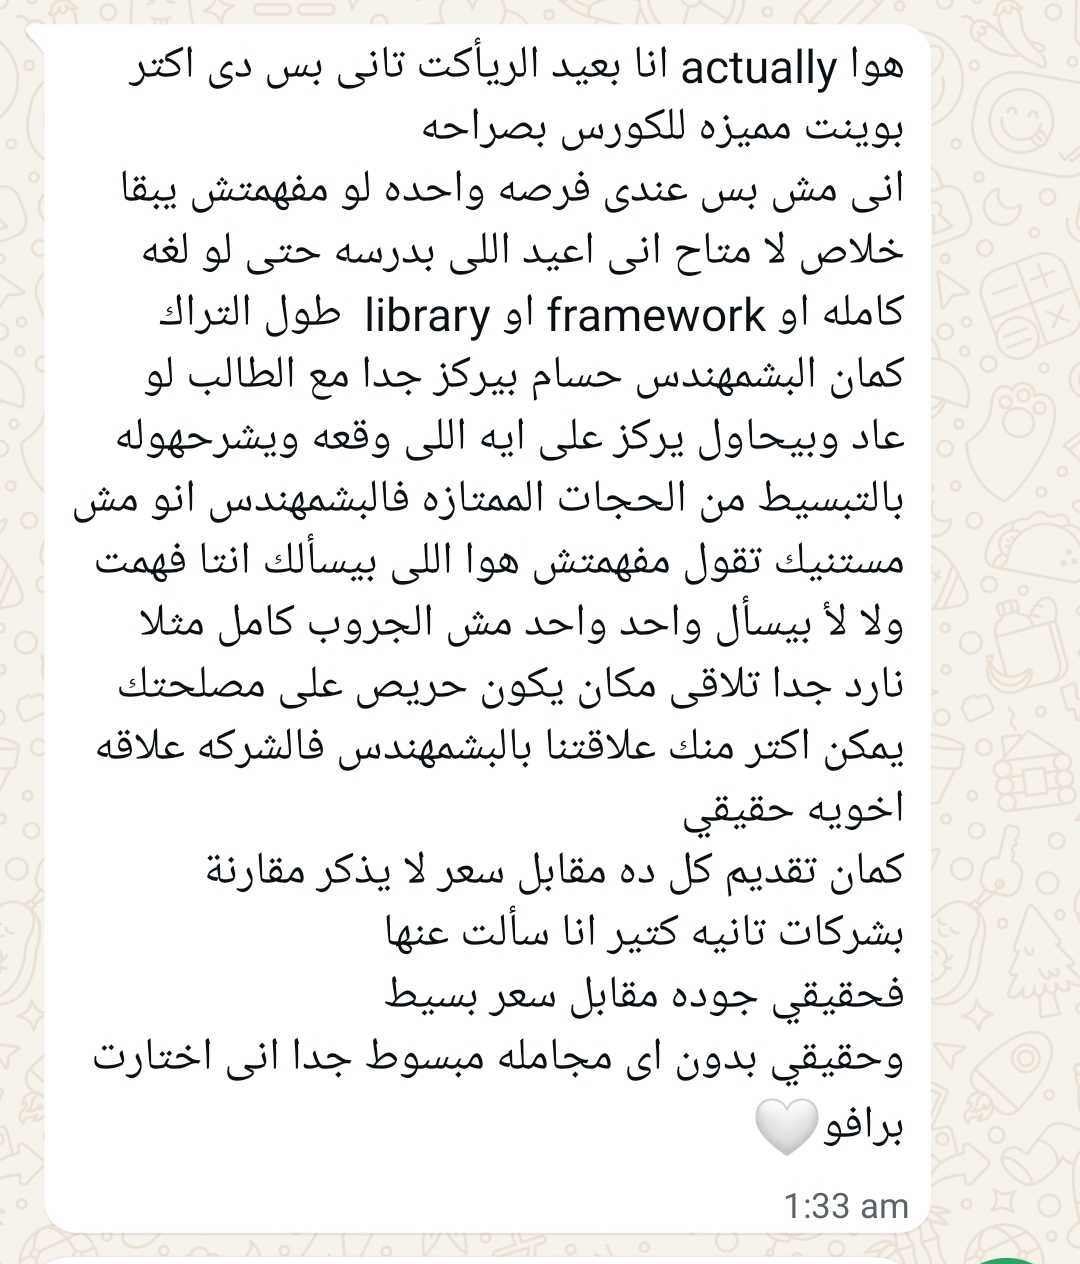 هوا actually انا بعيد الريأكت تانى بس دى اكتر
بوينت مميزه للكورس بصراحه
انى مش بس عندى فرصه واحده لو مفهمتش يبقا
خلاص لا متاح انى اعيد اللى بدرسه حتى لو لغه
كامله او framework او library طول التراك
كمان البشمهندس حسام بيركز جدا مع الطالب لو
عاد وبيحاول يركز على ايه اللى وقعه ويشرحهوله
بالتبسيط من الحجات الممتازه فالبشمهندس انو مش
مستنيك تقول مفهمتش هوا اللى بيسألك انتا فهمت
ولا لأ بيسأل واحد واحد مش الجروب كامل مثلا
نارد جدا تلاقى مكان يكون حريص على مصلحتك
يمكن اكتر منك علاقتنا بالبشمهندس فالشركه علاقه
اخويه حقيقي
كمان تقديم كل ده مقابل سعر لا يذكر مقارنة
بشركات تانيه كتير انا سألت عنها
فحقيقي جوده مقابل سعر بسيط
وحقيقي بدون اى مجامله مبسوط جدا انى اختارت
برافو🤍
1:33 am